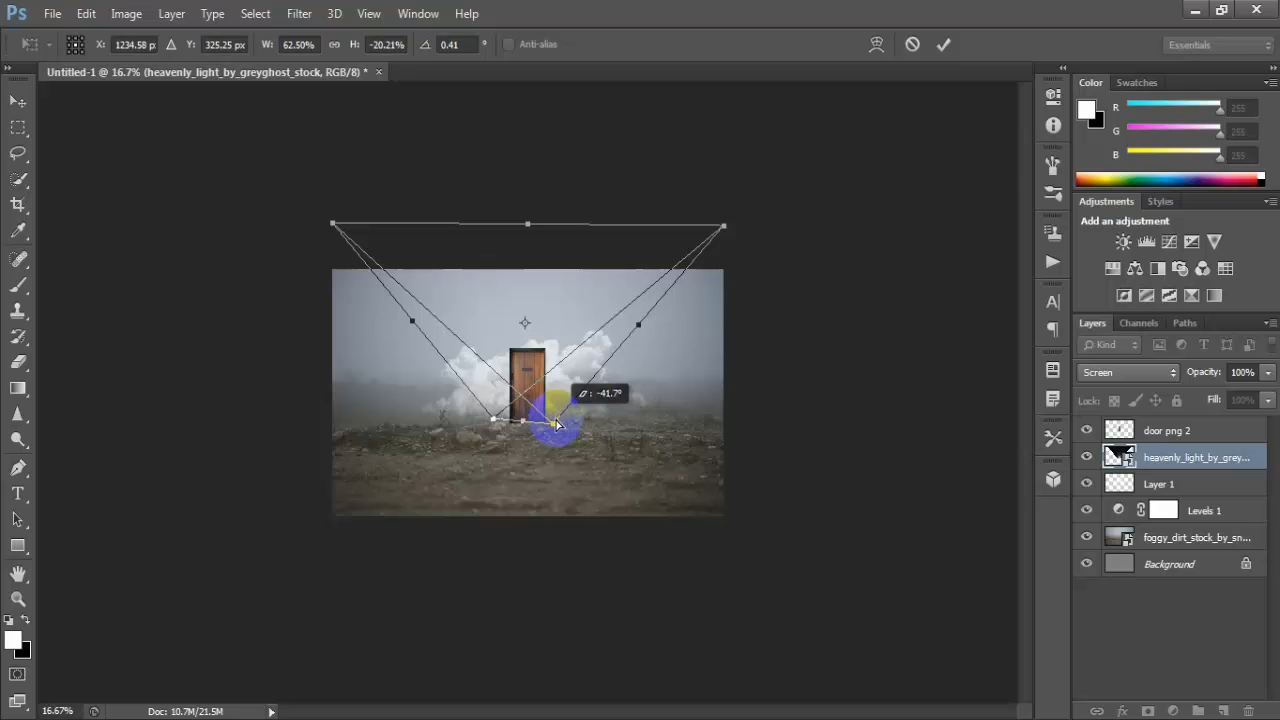 Ps File Edit Image Layer Type Select Filter 3D View Window Help
X: 1234.58 p Y: 325.25 px W: 62.50% H: -20.21% 0.41 ° Anti-alias Essentials
Untitled-1 @ 16.7% (heavenly_light_by_greyghost_stock, RGB/8) * ×
Color Swatches
R 255
G 255
B 255
Adjustments Styles
Add an adjustment
Layers Channels Paths
Kind
Screen Opacity: 100%
Lock: Fill: 100%
: -41.7°
door png 2
heavenly_light_by_grey...
Layer 1
Levels 1
foggy_dirt_stock_by_sn...
Background
16.67% Doc: 10.7M/21.5M